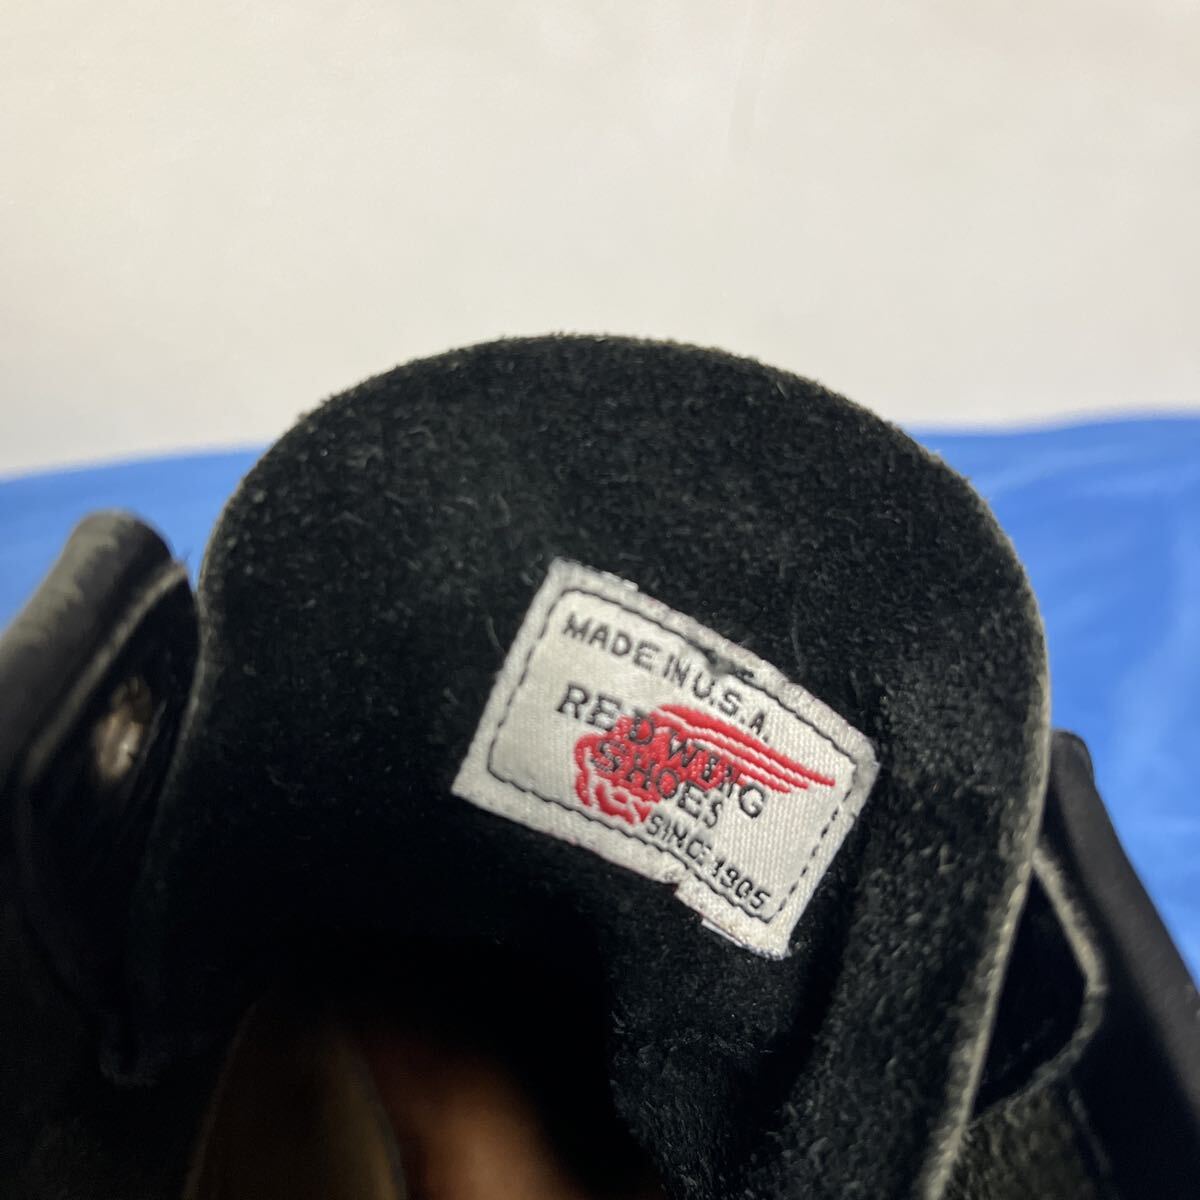 MADE IN U.S.A.
RED WING
SHOES
SINCE 1905